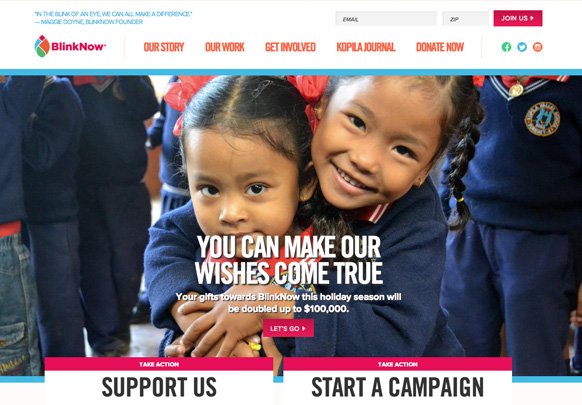 "IN THE BLINK OF AN EYE, WE CAN ALL MAKE A DIFFERENCE."
— MAGGIE DOYNE, BLINKNOW FOUNDER
EMAIL
ZIP
JOIN US
BlinkNow
OUR STORY
OUR WORK
GET INVOLVED
KOPILA JOURNAL
DONATE NOW
YOU CAN MAKE OUR
WISHES COME TRUE
Your gifts towards BlinkNow this holiday season will
be doubled up to $100,000.
LET'S GO
TAKE ACTION
SUPPORT US
TAKE ACTION
START A CAMPAIGN